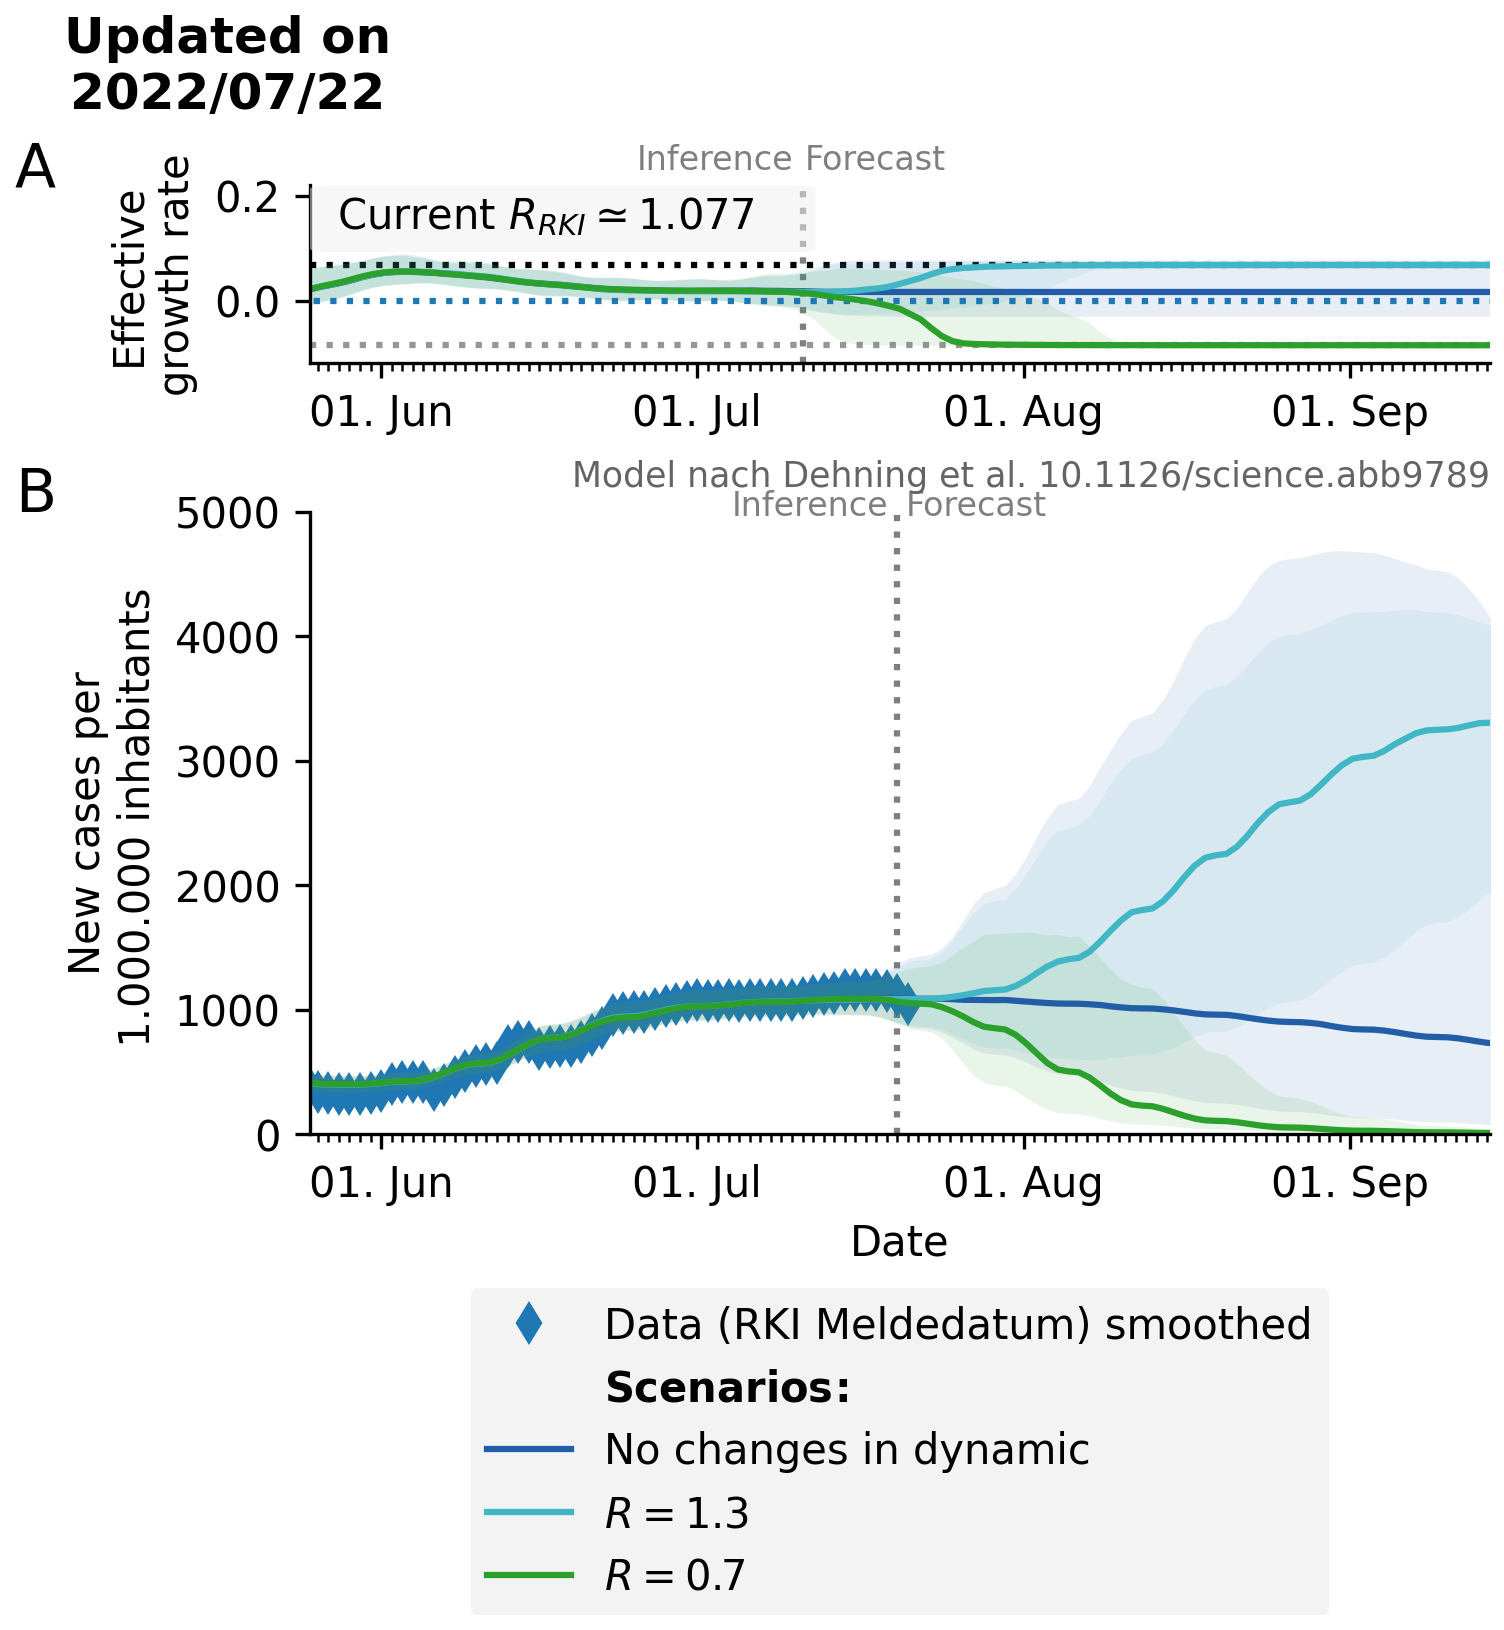 Updated on
2022/07/22
A
Inference Forecast
Effective
growth rate
0.2
0.0
Current R_RKI ≃ 1.077
01. Jun 01. Jul 01. Aug 01. Sep
B
Model nach Dehning et al. 10.1126/science.abb9789
Inference Forecast
New cases per
1.000.000 inhabitants
5000
4000
3000
2000
1000
0
01. Jun 01. Jul 01. Aug 01. Sep
Date
Data (RKI Meldedatum) smoothed
Scenarios:
No changes in dynamic
R = 1.3
R = 0.7